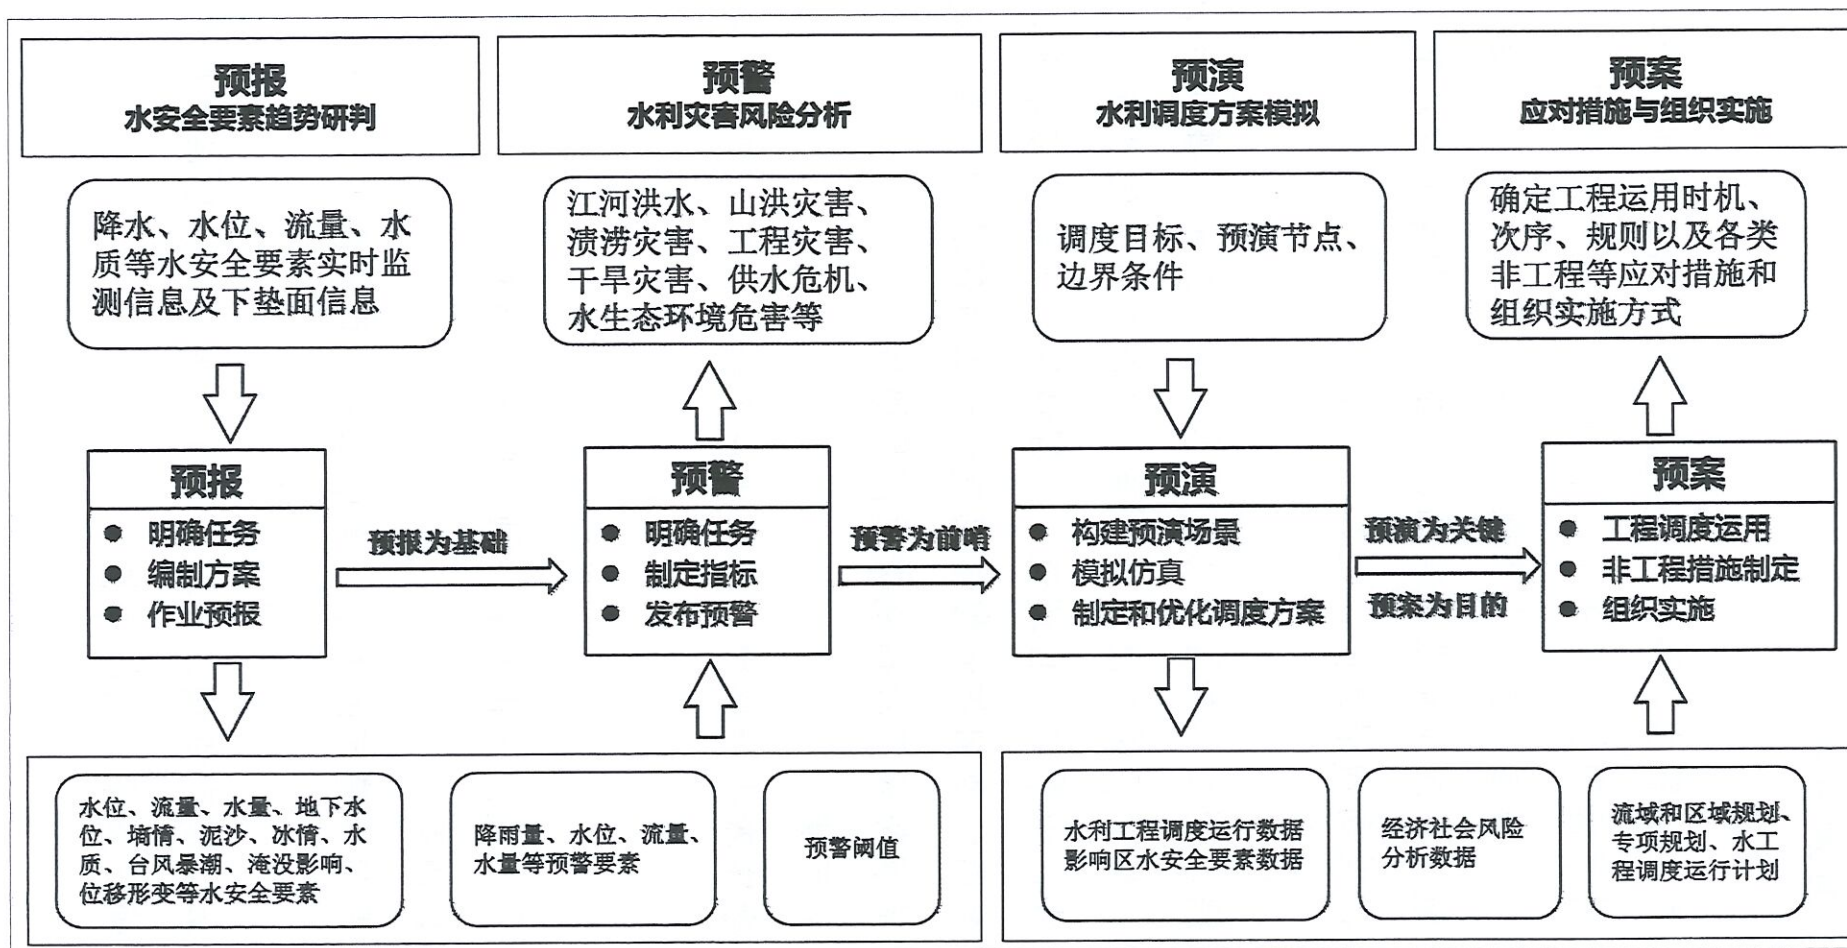 预报
水安全要素趋势研判
预警
水利灾害风险分析
预演
水利调度方案模拟
预案
应对措施与组织实施
降水、水位、流量、水
质等水安全要素实时监
测信息及下垫面信息
江河洪水、山洪灾害、
渍涝灾害、工程灾害、
干旱灾害、供水危机、
水生态环境危害等
调度目标、预演节点、
边界条件
确定工程运用时机、
次序、规则以及各类
非工程等应对措施和
组织实施方式
预报
● 明确任务
● 编制方案
● 作业预报
预报为基础
预警
● 明确任务
● 制定指标
● 发布预警
预警为前哨
预演
● 构建预演场景
● 模拟仿真
● 制定和优化调度方案
预演为关键
预案为目的
预案
● 工程调度运用
● 非工程措施制定
● 组织实施
水位、流量、水量、地下水
位、墒情、泥沙、冰情、水
质、台风暴潮、淹没影响、
位移形变等水安全要素
降雨量、水位、流量、
水量等预警要素
预警阈值
水利工程调度运行数据
影响区水安全要素数据
经济社会风险
分析数据
流域和区域规划、
专项规划、水工
程调度运行计划